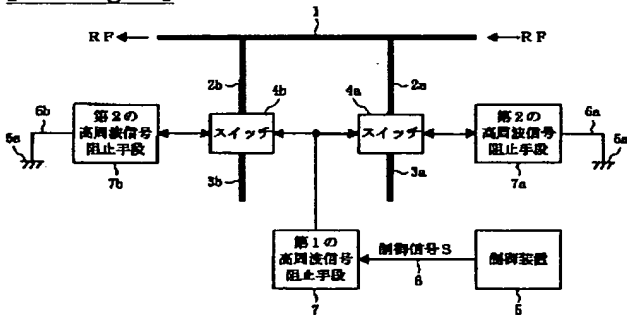 1
RF
RF
2b
2a
4b
4a
6b
第2の
高周波信号
阻止手段
スイッチ
スイッチ
第2の
高周波信号
阻止手段
6a
5a
5a
7b
3b
3a
7a
第1の
高周波信号
阻止手段
制御信号S
6
制御装置
7
5